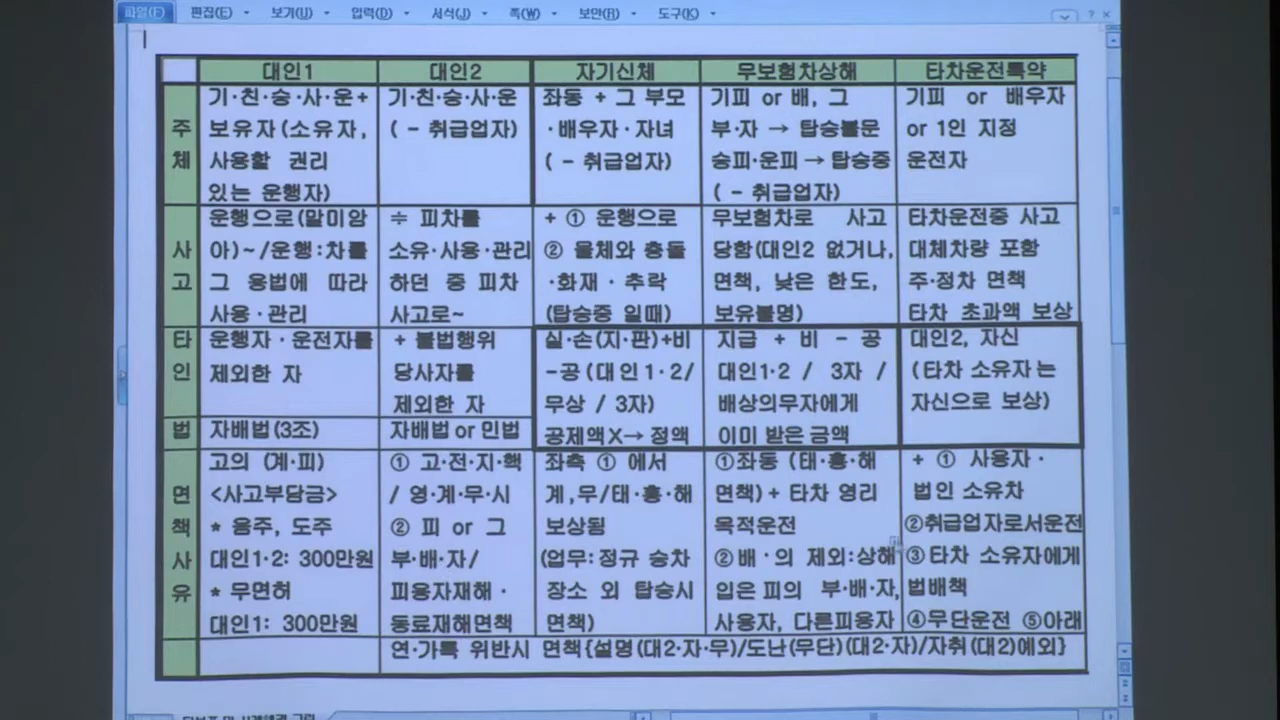 파일(F) 편집(E) 보기(U) 입력(D) 서식(J) 쪽(W) 보안(R) 도구(K)
대인1 대인2 자기신체 무보험차상해 타차운전특약
주체
기·친·승·사·운+
보유자(소유자,
사용할 권리
있는 운행자)
기·친·승·사·운
( - 취급업자)
좌동 + 그 부모
·배우자·자녀
( - 취급업자)
기피 or 배, 그
부·자 → 탑승불문
승피·운피 → 탑승중
( - 취급업자)
기피 or 배우자
or 1인 지정
운전자
사고
운행으로(말미암
아)~/운행:차를
그 용법에 따라
사용·관리
÷ 피차를
소유·사용·관리
하던 중 피차
사고로~
+ ① 운행으로
② 물체와 충돌
·화재·추락
(탑승중 일때)
무보험차로 사고
당함(대인2 없거나,
면책, 낮은 한도,
보유불명)
타차운전중 사고
대체차량 포함
주·정차 면책
타차 초과액 보상
타인
운행자·운전자를
제외한 자
+ 불법행위
당사자를
제외한 자
실·손(지·판)+비
-공(대인1·2/
무상 / 3자)
공제액X→ 정액
지급 + 비 - 공
대인1·2 / 3자 /
배상의무자에게
이미 받은 금액
대인2, 자신
(타차 소유자는
자신으로 보상)
법
자배법(3조)
자배법 or 민법
면책사유
고의 (계·피)
<사고부담금>
* 음주, 도주
대인1·2: 300만원
* 무면허
대인1: 300만원
① 고·전·지·핵
/ 영·계·무·시
② 피 or 그
부·배·자/
피용자재해·
동료재해면책
좌측 ① 에서
계,무/태·홍·해
보상됨
(업무:정규 승차
장소 외 탑승시
면책)
①좌동 (태·홍·해
면책)+ 타차 영리
목적운전
②배·의 제외:상해
입은 피의 부·배·자,
사용자, 다른피용자
+ ① 사용자·
법인 소유차
②취급업자로서운전
③타차 소유자에게
법배책
④무단운전 ⑤아래
연·가특 위반시 면책{설명(대2·자·무)/도난(무단)(대2·자)/자취(대2)예외}